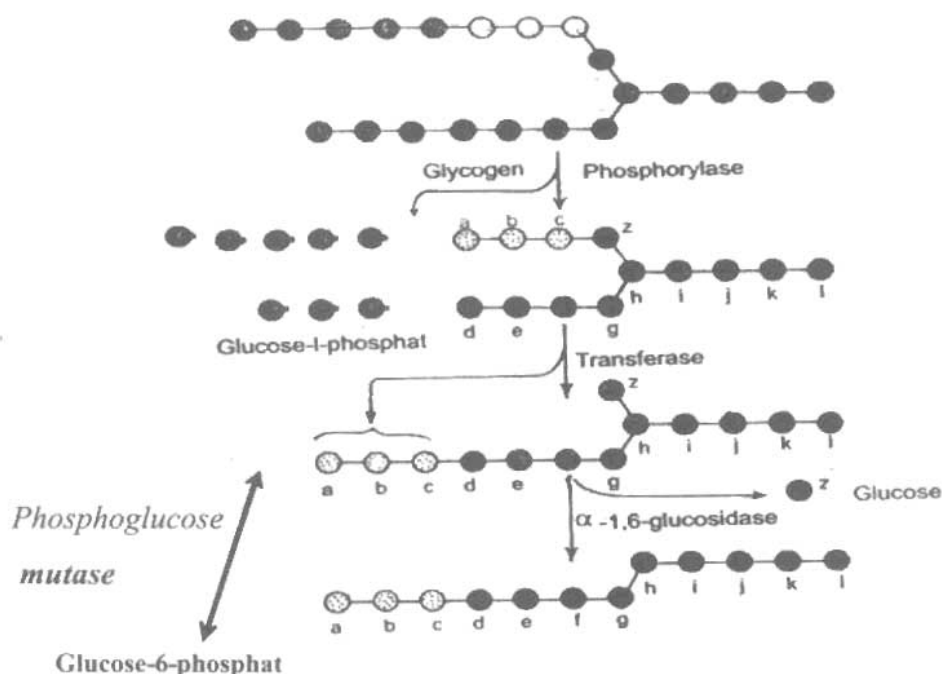 Glycogen Phosphorylase
a b c z
h i j k l
d e g
Glucose-l-phosphat
Transferase
z
h i j k l
a b c d e g
z Glucose
α -1,6-glucosidase
Phosphoglucose
mutase
h i j k l
a b c d e f g
Glucose-6-phosphat